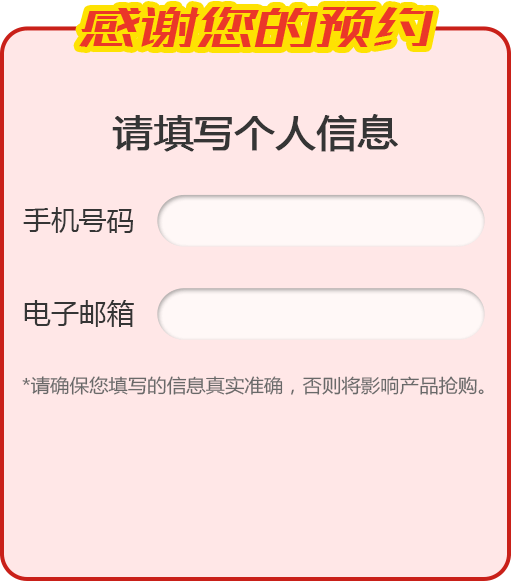 感谢您的预约
请填写个人信息
手机号码
电子邮箱
*请确保您填写的信息真实准确，否则将影响产品抢购。